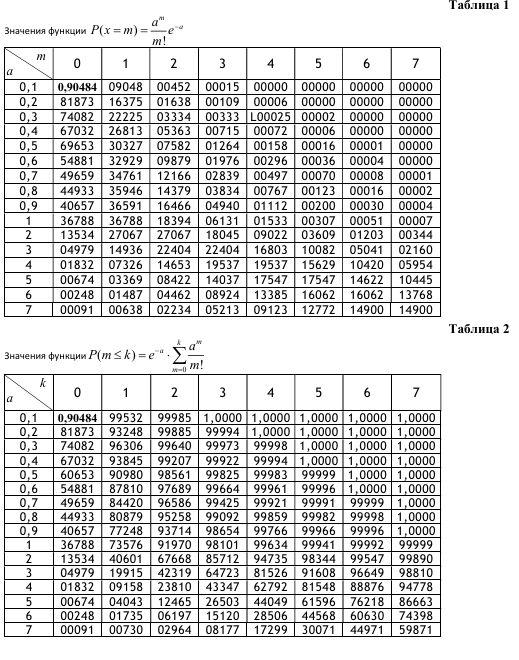 Таблица 1
Значения функции P(x = m) = a^m / m! e^{-a}
m
a 0 1 2 3 4 5 6 7
0,1 0,90484 09048 00452 00015 00000 00000 00000 00000
0,2 81873 16375 01638 00109 00006 00000 00000 00000
0,3 74082 22225 03334 00333 L00025 00002 00000 00000
0,4 67032 26813 05363 00715 00072 00006 00000 00000
0,5 69653 30327 07582 01264 00158 00016 00001 00000
0,6 54881 32929 09879 01976 00296 00036 00004 00000
0,7 49659 34761 12166 02839 00497 00070 00008 00001
0,8 44933 35946 14379 03834 00767 00123 00016 00002
0,9 40657 36591 16466 04940 01112 00200 00030 00004
1 36788 36788 18394 06131 01533 00307 00051 00007
2 13534 27067 27067 18045 09022 03609 01203 00344
3 04979 14936 22404 22404 16803 10082 05041 02160
4 01832 07326 14653 19537 19537 15629 10420 05954
5 00674 03369 08422 14037 17547 17547 14622 10445
6 00248 01487 04462 08924 13385 16062 16062 13768
7 00091 00638 02234 05213 09123 12772 14900 14900
Таблица 2
Значения функции P(m ≤ k) = e^{-a} · ∑_{m=0}^{k} a^m / m!
k
a 0 1 2 3 4 5 6 7
0,1 0,90484 99532 99985 1,0000 1,0000 1,0000 1,0000 1,0000
0,2 81873 93248 99885 99994 1,0000 1,0000 1,0000 1,0000
0,3 74082 96306 99640 99973 99998 1,0000 1,0000 1,0000
0,4 67032 93845 99207 99922 99994 1,0000 1,0000 1,0000
0,5 60653 90980 98561 99825 99983 99999 1,0000 1,0000
0,6 54881 87810 97689 99664 99961 99996 1,0000 1,0000
0,7 49659 84420 96586 99425 99921 99991 99999 1,0000
0,8 44933 80879 95258 99092 99859 99982 99998 1,0000
0,9 40657 77248 93714 98654 99766 99966 99996 1,0000
1 36788 73576 91970 98101 99634 99941 99992 99999
2 13534 40601 67668 85712 94735 98344 99547 99890
3 04979 19915 42319 64723 81526 91608 96649 98810
4 01832 09158 23810 43347 62792 81548 88876 94778
5 00674 04043 12465 26503 44049 61596 76218 86663
6 00248 01735 06197 15120 28506 44568 60630 74398
7 00091 00730 02964 08177 17299 30071 44971 59871